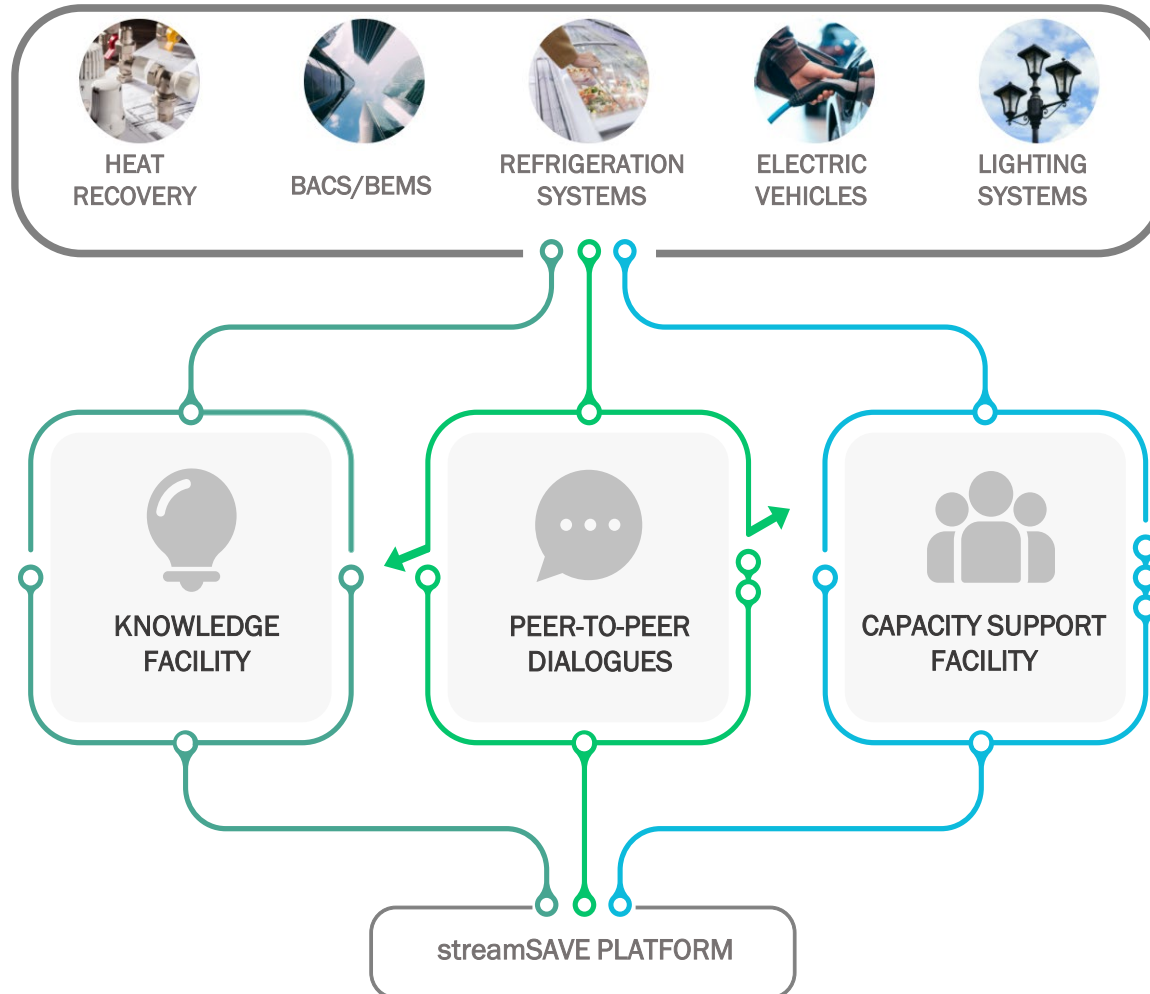 HEAT
RECOVERY
BACS/BEMS
REFRIGERATION
SYSTEMS
ELECTRIC
VEHICLES
LIGHTING
SYSTEMS
KNOWLEDGE
FACILITY
PEER-TO-PEER
DIALOGUES
CAPACITY SUPPORT
FACILITY
streamSAVE PLATFORM